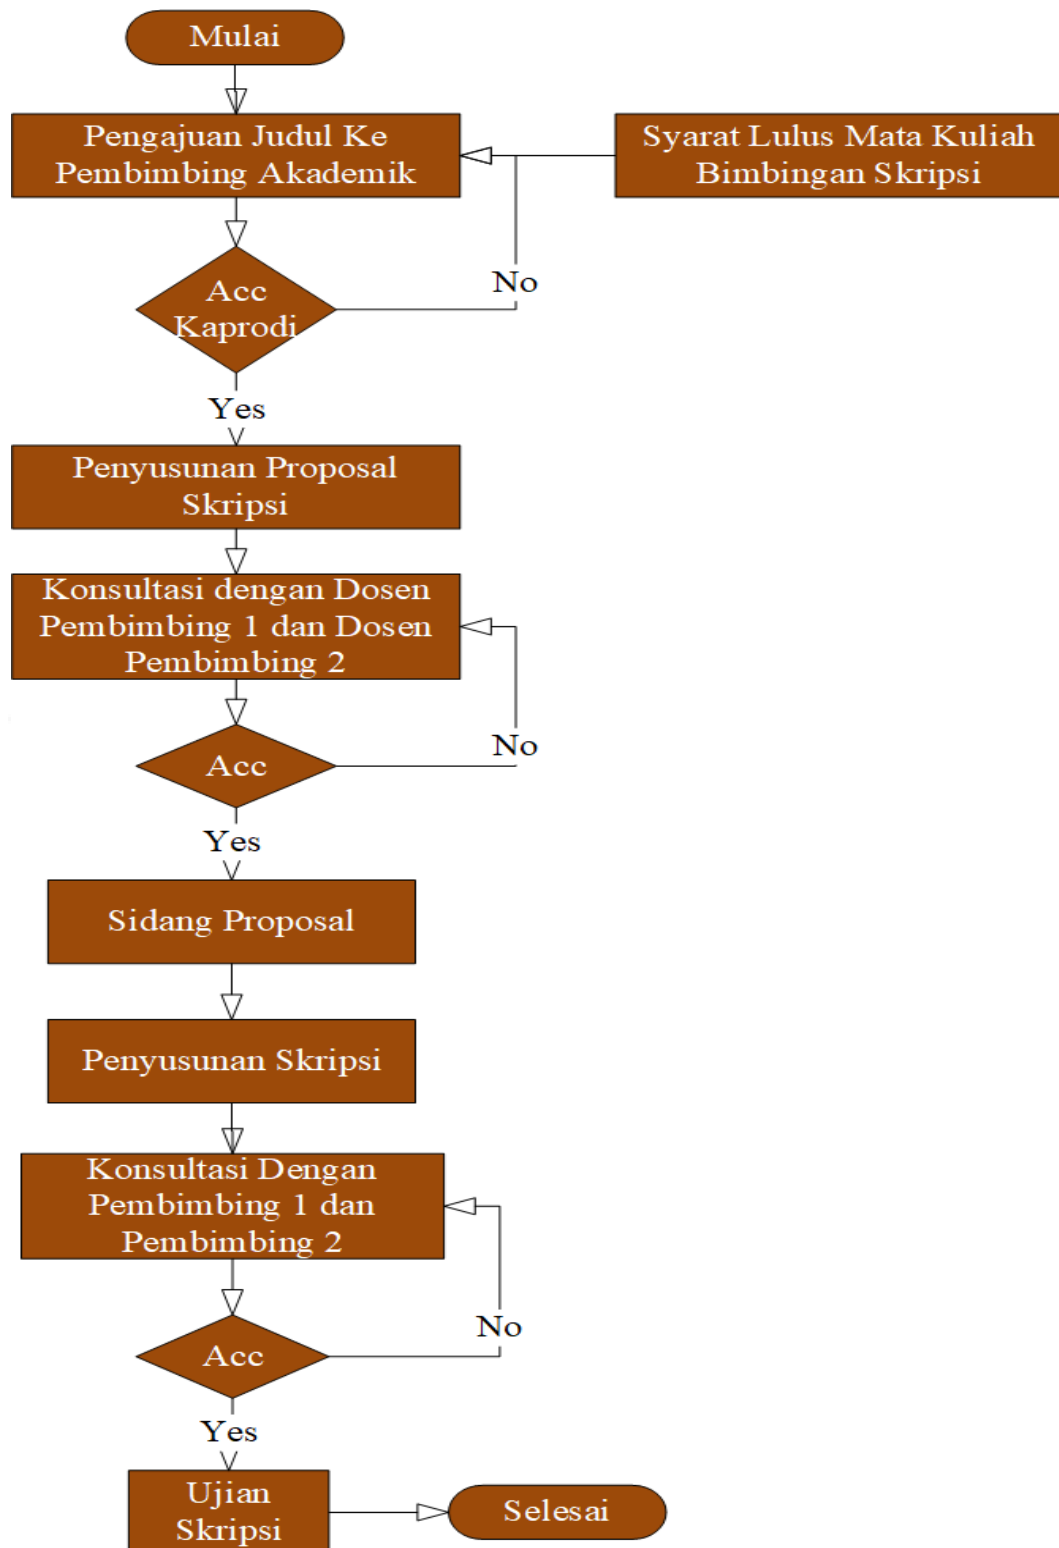 Mulai
Pengajuan Judul Ke
Pembimbing Akademik
Syarat Lulus Mata Kuliah
Bimbingan Skripsi
Acc
Kaprodi
No
Yes
Penyusunan Proposal
Skripsi
Konsultasi dengan Dosen
Pembimbing 1 dan Dosen
Pembimbing 2
Acc
No
Yes
Sidang Proposal
Penyusunan Skripsi
Konsultasi Dengan
Pembimbing 1 dan
Pembimbing 2
Acc
No
Yes
Ujian
Skripsi
Selesai